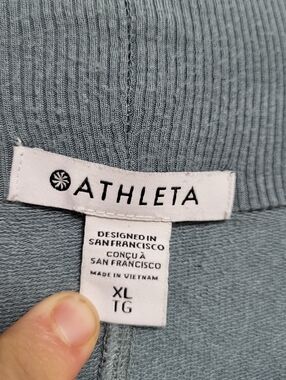 ATHLETA
DESIGNED IN
SAN FRANCISCO
CONÇU À
SAN FRANCISCO
MADE IN VIETNAM
XL
TG